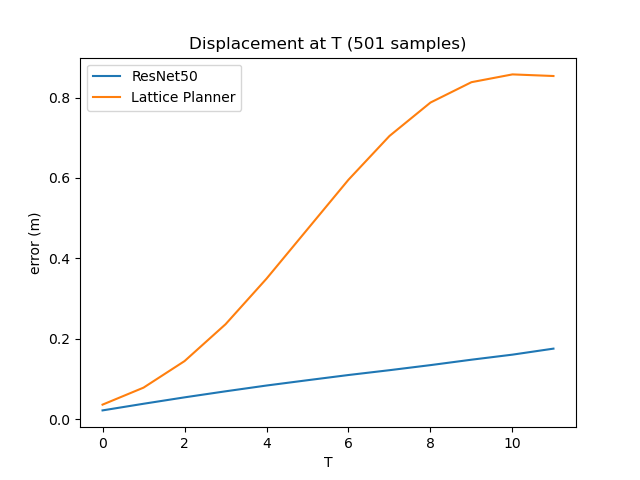 Displacement at T (501 samples)
ResNet50
Lattice Planner
error (m)
0.8
0.6
0.4
0.2
0.0
0 2 4 6 8 10
T